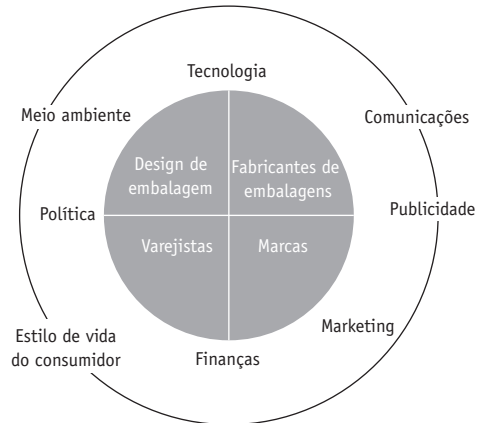 Tecnologia
Meio ambiente
Comunicações
Design de
embalagem
Fabricantes de
embalagens
Política
Publicidade
Varejistas
Marcas
Estilo de vida
do consumidor
Marketing
Finanças